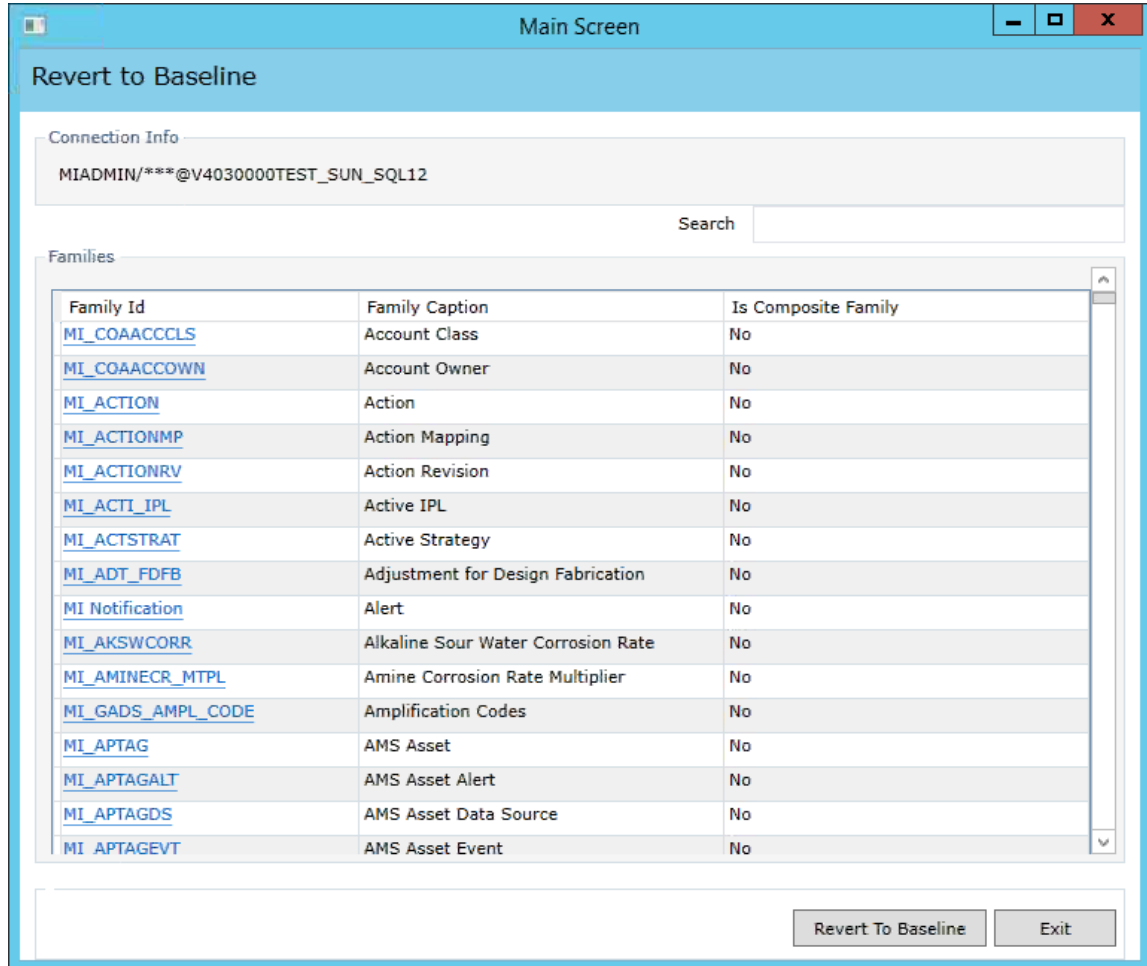 Main Screen
x
Revert to Baseline
Connection Info
MIADMIN/***@V4030000TEST_SUN_SQL12
Search
Families
Family Id Family Caption Is Composite Family
MI_COAACCCLS Account Class No
MI_COAACCOWN Account Owner No
MI_ACTION Action No
MI_ACTIONMP Action Mapping No
MI_ACTIONRV Action Revision No
MI_ACTI_IPL Active IPL No
MI_ACTSTRAT Active Strategy No
MI_ADT_FDFB Adjustment for Design Fabrication No
MI Notification Alert No
MI_AKSWCORR Alkaline Sour Water Corrosion Rate No
MI_AMINECR_MTPL Amine Corrosion Rate Multiplier No
MI_GADS_AMPL_CODE Amplification Codes No
MI_APTAG AMS Asset No
MI_APTAGALT AMS Asset Alert No
MI_APTAGDS AMS Asset Data Source No
MI_APTAGEVT AMS Asset Event No
Revert To Baseline Exit